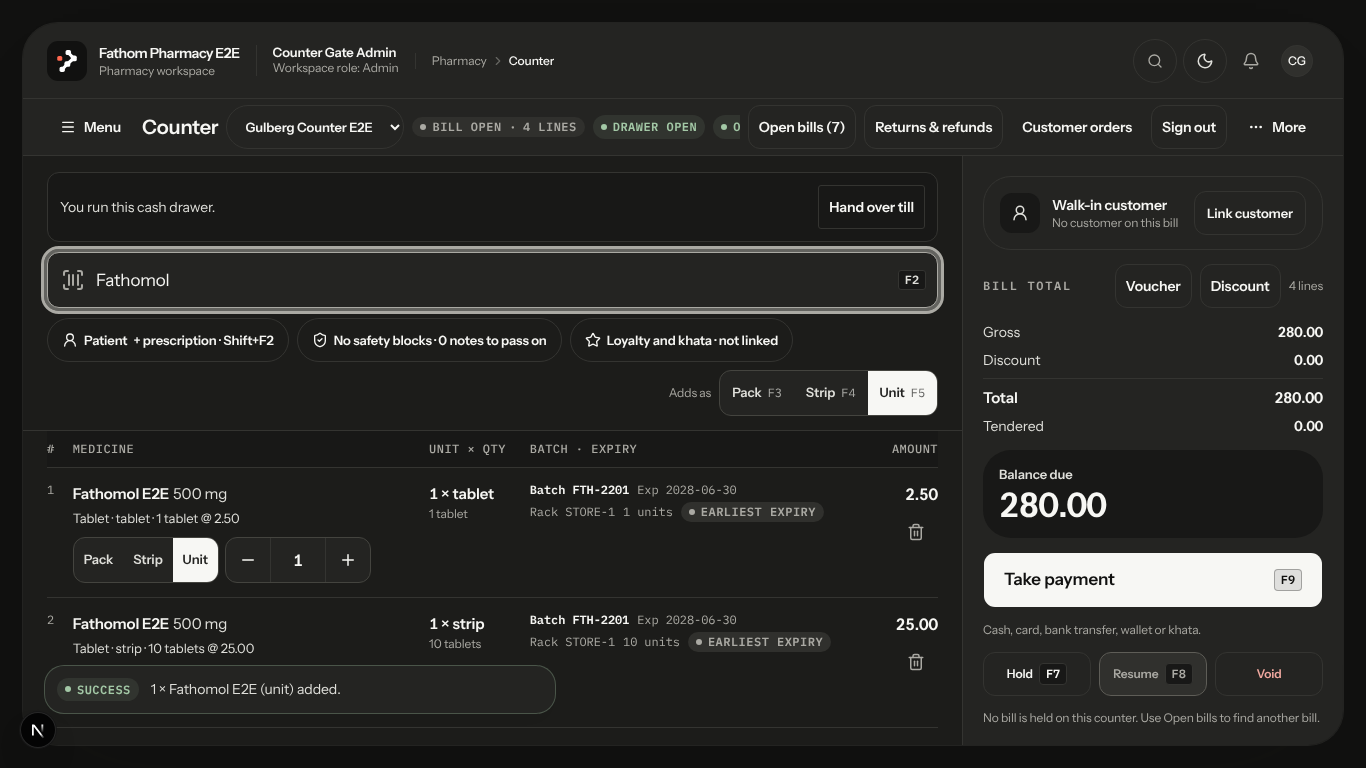 Fathom Pharmacy E2E
Pharmacy workspace
Counter Gate Admin
Workspace role: Admin
Pharmacy > Counter
CG
Menu
Counter
Gulberg Counter E2E
BILL OPEN · 4 LINES
DRAWER OPEN
Open bills (7)
Returns & refunds
Customer orders
Sign out
··· More
You run this cash drawer.
Hand over till
Fathomol
F2
Patient + prescription · Shift+F2
No safety blocks · 0 notes to pass on
Loyalty and khata · not linked
Adds as
Pack F3
Strip F4
Unit F5
# MEDICINE UNIT × QTY BATCH · EXPIRY AMOUNT
1 Fathomol E2E 500 mg 1 × tablet Batch FTH-2201 Exp 2028-06-30 2.50
Tablet · tablet · 1 tablet @ 2.50 1 tablet Rack STORE-1 1 units EARLIEST EXPIRY
Pack Strip Unit − 1 +
2 Fathomol E2E 500 mg 1 × strip Batch FTH-2201 Exp 2028-06-30 25.00
Tablet · strip · 10 tablets @ 25.00 10 tablets Rack STORE-1 10 units EARLIEST EXPIRY
SUCCESS 1 × Fathomol E2E (unit) added.
N
Walk-in customer
No customer on this bill
Link customer
BILL TOTAL
Voucher
Discount
4 lines
Gross 280.00
Discount 0.00
Total 280.00
Tendered 0.00
Balance due
280.00
Take payment F9
Cash, card, bank transfer, wallet or khata.
Hold F7
Resume F8
Void
No bill is held on this counter. Use Open bills to find another bill.